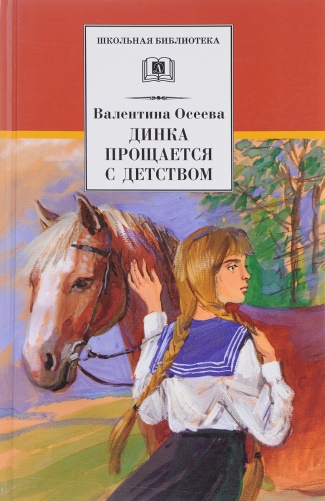 ШКОЛЬНАЯ БИБЛИОТЕКА
Валентина Осеева
ДИНКА
ПРОЩАЕТСЯ
С ДЕТСТВОМ